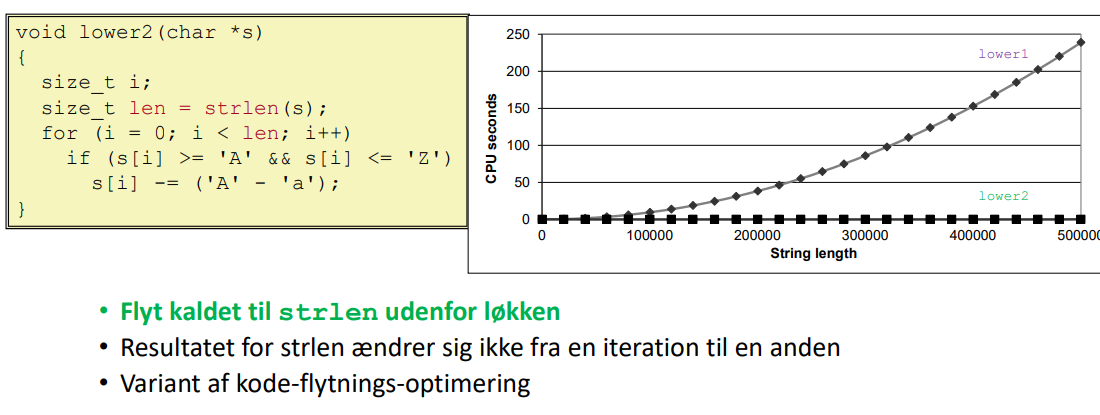 void lower2(char *s)
{
size_t i;
size_t len = strlen(s);
for (i = 0; i < len; i++)
if (s[i] >= 'A' && s[i] <= 'Z')
s[i] -= ('A' - 'a');
}
250
200
150
100
50
0
CPU seconds
lower1
lower2
0
100000
200000
300000
400000
500000
String length
• Flyt kaldet til strlen udenfor løkken
• Resultatet for strlen ændrer sig ikke fra en iteration til en anden
• Variant af kode-flytnings-optimering